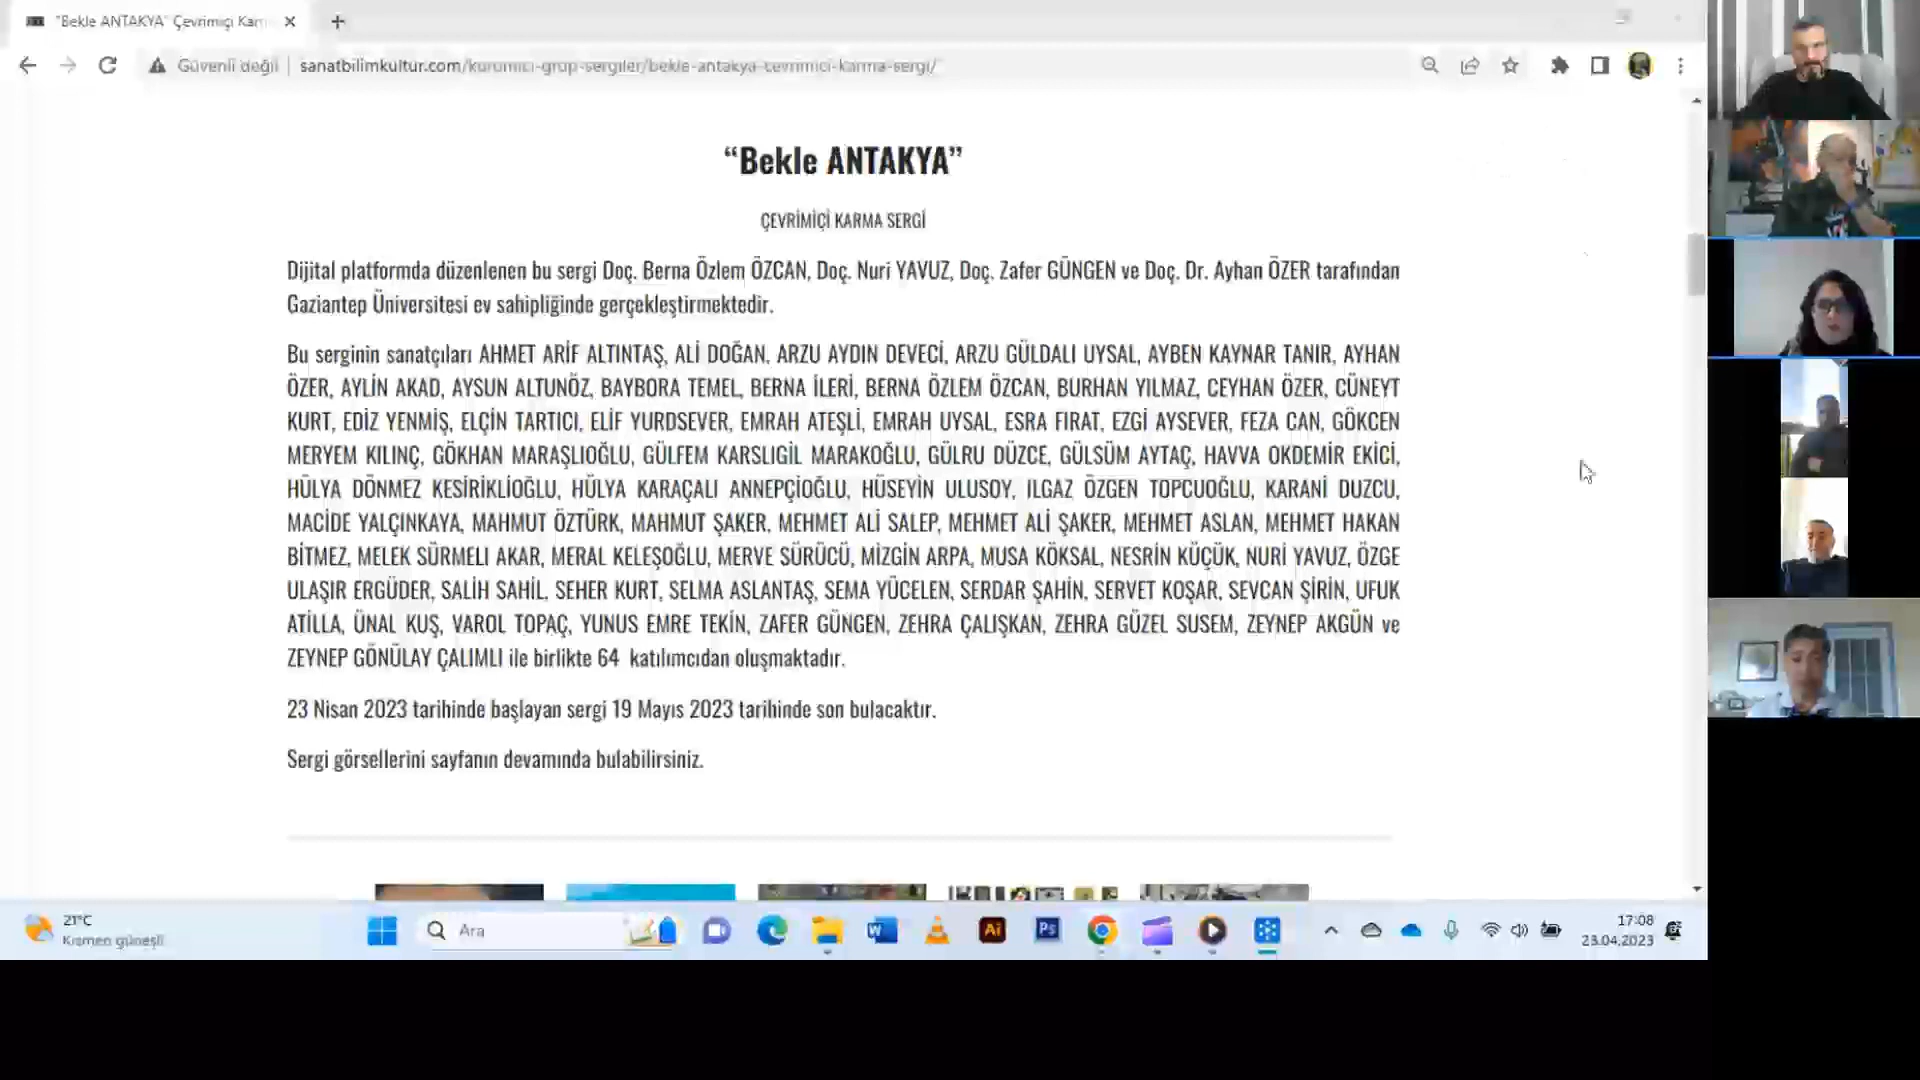 "Bekle ANTAKYA" Çevrimiçi Karm
Güvenli değil | sanatbilimkultur.com/kurumici-grup-sergiler/bekle-antakya-cevrimici-karma-sergi/
“Bekle ANTAKYA”
ÇEVRİMİÇİ KARMA SERGİ
Dijital platformda düzenlenen bu sergi Doç. Berna Özlem ÖZCAN, Doç. Nuri YAVUZ, Doç. Zafer GÜNGEN ve Doç. Dr. Ayhan ÖZER tarafından
Gaziantep Üniversitesi ev sahipliğinde gerçekleştirmektedir.
Bu serginin sanatçıları AHMET ARİF ALTINTAŞ, ALİ DOĞAN, ARZU AYDIN DEVECİ, ARZU GÜLDALI UYSAL, AYBEN KAYNAR TANIR, AYHAN
ÖZER, AYLİN AKAD, AYSUN ALTUNÖZ, BAYBORA TEMEL, BERNA İLERİ, BERNA ÖZLEM ÖZCAN, BURHAN YILMAZ, CEYHAN ÖZER, CÜNEYT
KURT, EDİZ YENMİŞ, ELÇİN TARTICI, ELİF YURDSEVER, EMRAH ATEŞLİ, EMRAH UYSAL, ESRA FIRAT, EZGİ AYSEVER, FEZA CAN, GÖKCEN
MERYEM KILINÇ, GÖKHAN MARAŞLIOĞLU, GÜLFEM KARSLIGİL MARAKOĞLU, GÜLRU DÜZCE, GÜLSÜM AYTAÇ, HAVVA OKDEMİR EKİCİ,
HÜLYA DÖNMEZ KESİRİKLİOĞLU, HÜLYA KARAÇALI ANNEPÇİOĞLU, HÜSEYİN ULUSOY, ILGAZ ÖZGEN TOPCUOĞLU, KARANİ DUZCU,
MACİDE YALÇINKAYA, MAHMUT ÖZTÜRK, MAHMUT ŞAKER, MEHMET ALİ SALEP, MEHMET ALİ ŞAKER, MEHMET ASLAN, MEHMET HAKAN
BİTMEZ, MELEK SÜRMELI AKAR, MERAL KELEŞOĞLU, MERVE SÜRÜCÜ, MİZGİN ARPA, MUSA KÖKSAL, NESRİN KÜÇÜK, NURİ YAVUZ, ÖZGE
ULAŞIR ERGÜDER, SALİH SAHİL, SEHER KURT, SELMA ASLANTAŞ, SEMA YÜCELEN, SERDAR ŞAHİN, SERVET KOŞAR, SEVCAN ŞİRİN, UFUK
ATİLLA, ÜNAL KUŞ, VAROL TOPAÇ, YUNUS EMRE TEKİN, ZAFER GÜNGEN, ZEHRA ÇALIŞKAN, ZEHRA GÜZEL SUSEM, ZEYNEP AKGÜN ve
ZEYNEP GÖNÜLAY ÇALIMLI ile birlikte 64 katılımcıdan oluşmaktadır.
23 Nisan 2023 tarihinde başlayan sergi 19 Mayıs 2023 tarihinde son bulacaktır.
Sergi görsellerini sayfanın devamında bulabilirsiniz.
21°C
Kısmen güneşli
Ara
Ai
Ps
17:08
23.04.2023